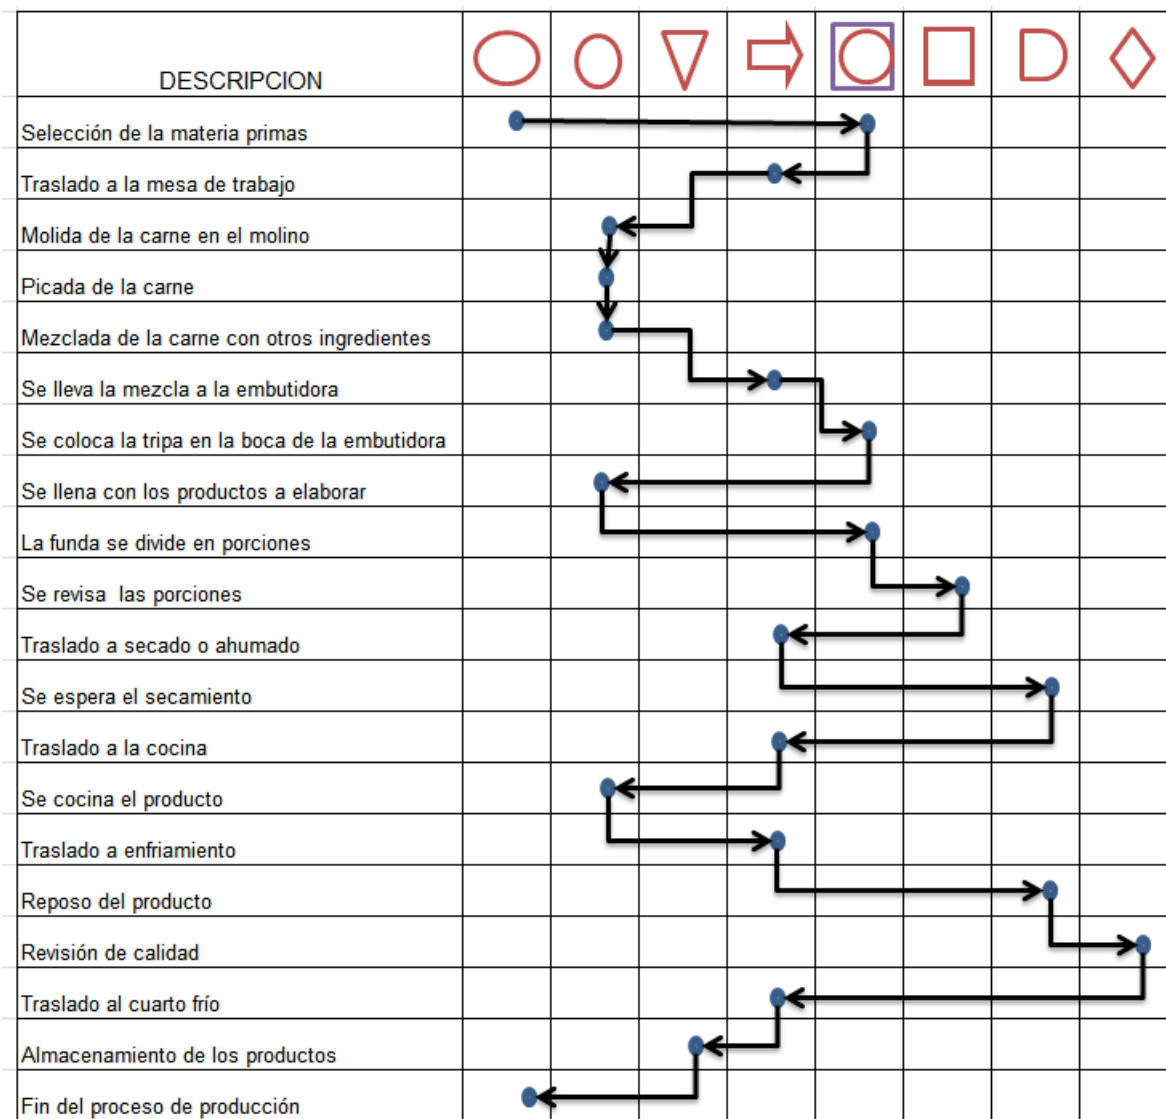 DESCRIPCION
Selección de la materia primas
Traslado a la mesa de trabajo
Molida de la carne en el molino
Picada de la carne
Mezclada de la carne con otros ingredientes
Se lleva la mezcla a la embutidora
Se coloca la tripa en la boca de la embutidora
Se llena con los productos a elaborar
La funda se divide en porciones
Se revisa las porciones
Traslado a secado o ahumado
Se espera el secamiento
Traslado a la cocina
Se cocina el producto
Traslado a enfriamiento
Reposo del producto
Revisión de calidad
Traslado al cuarto frío
Almacenamiento de los productos
Fin del proceso de producción